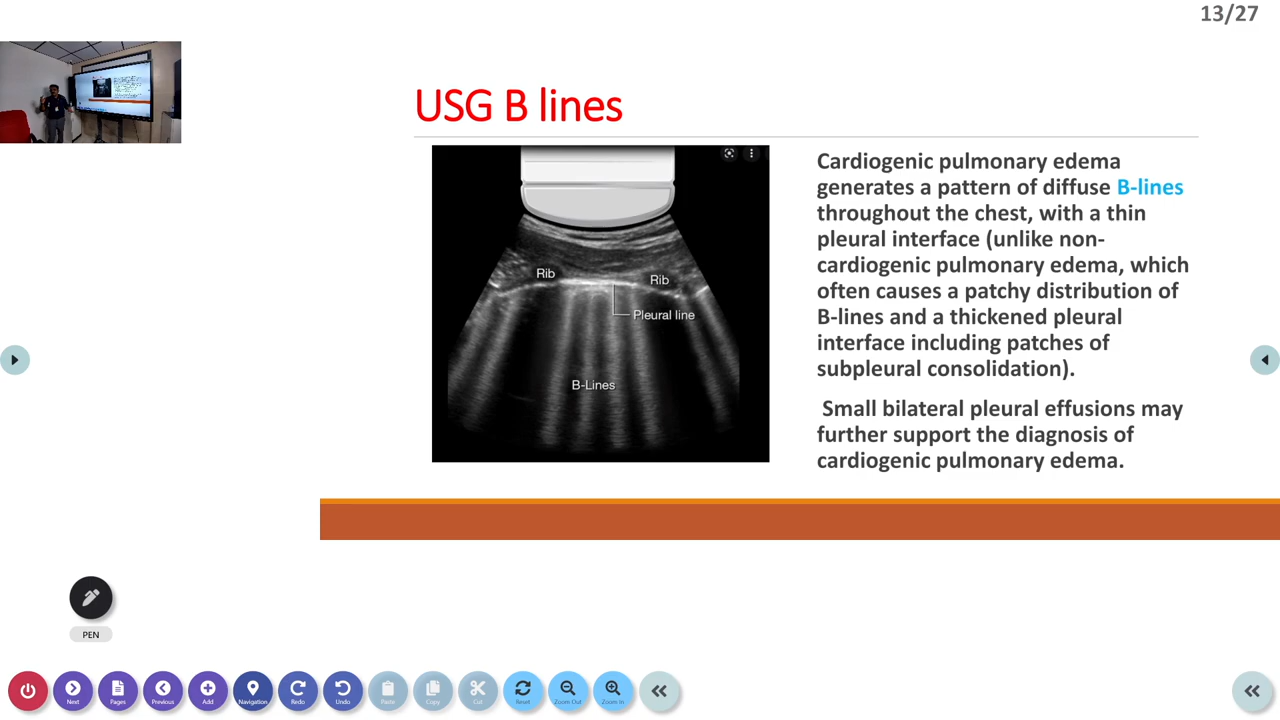 13/27
USG B lines
Rib
Rib
Pleural line
B-Lines
Cardiogenic pulmonary edema
generates a pattern of diffuse B-lines
throughout the chest, with a thin
pleural interface (unlike non-
cardiogenic pulmonary edema, which
often causes a patchy distribution of
B-lines and a thickened pleural
interface including patches of
subpleural consolidation).
Small bilateral pleural effusions may
further support the diagnosis of
cardiogenic pulmonary edema.
PEN
Next
Pages
Previous
Add
Navigation
Redo
Undo
Paste
Copy
Cut
Reset
Zoom Out
Zoom In